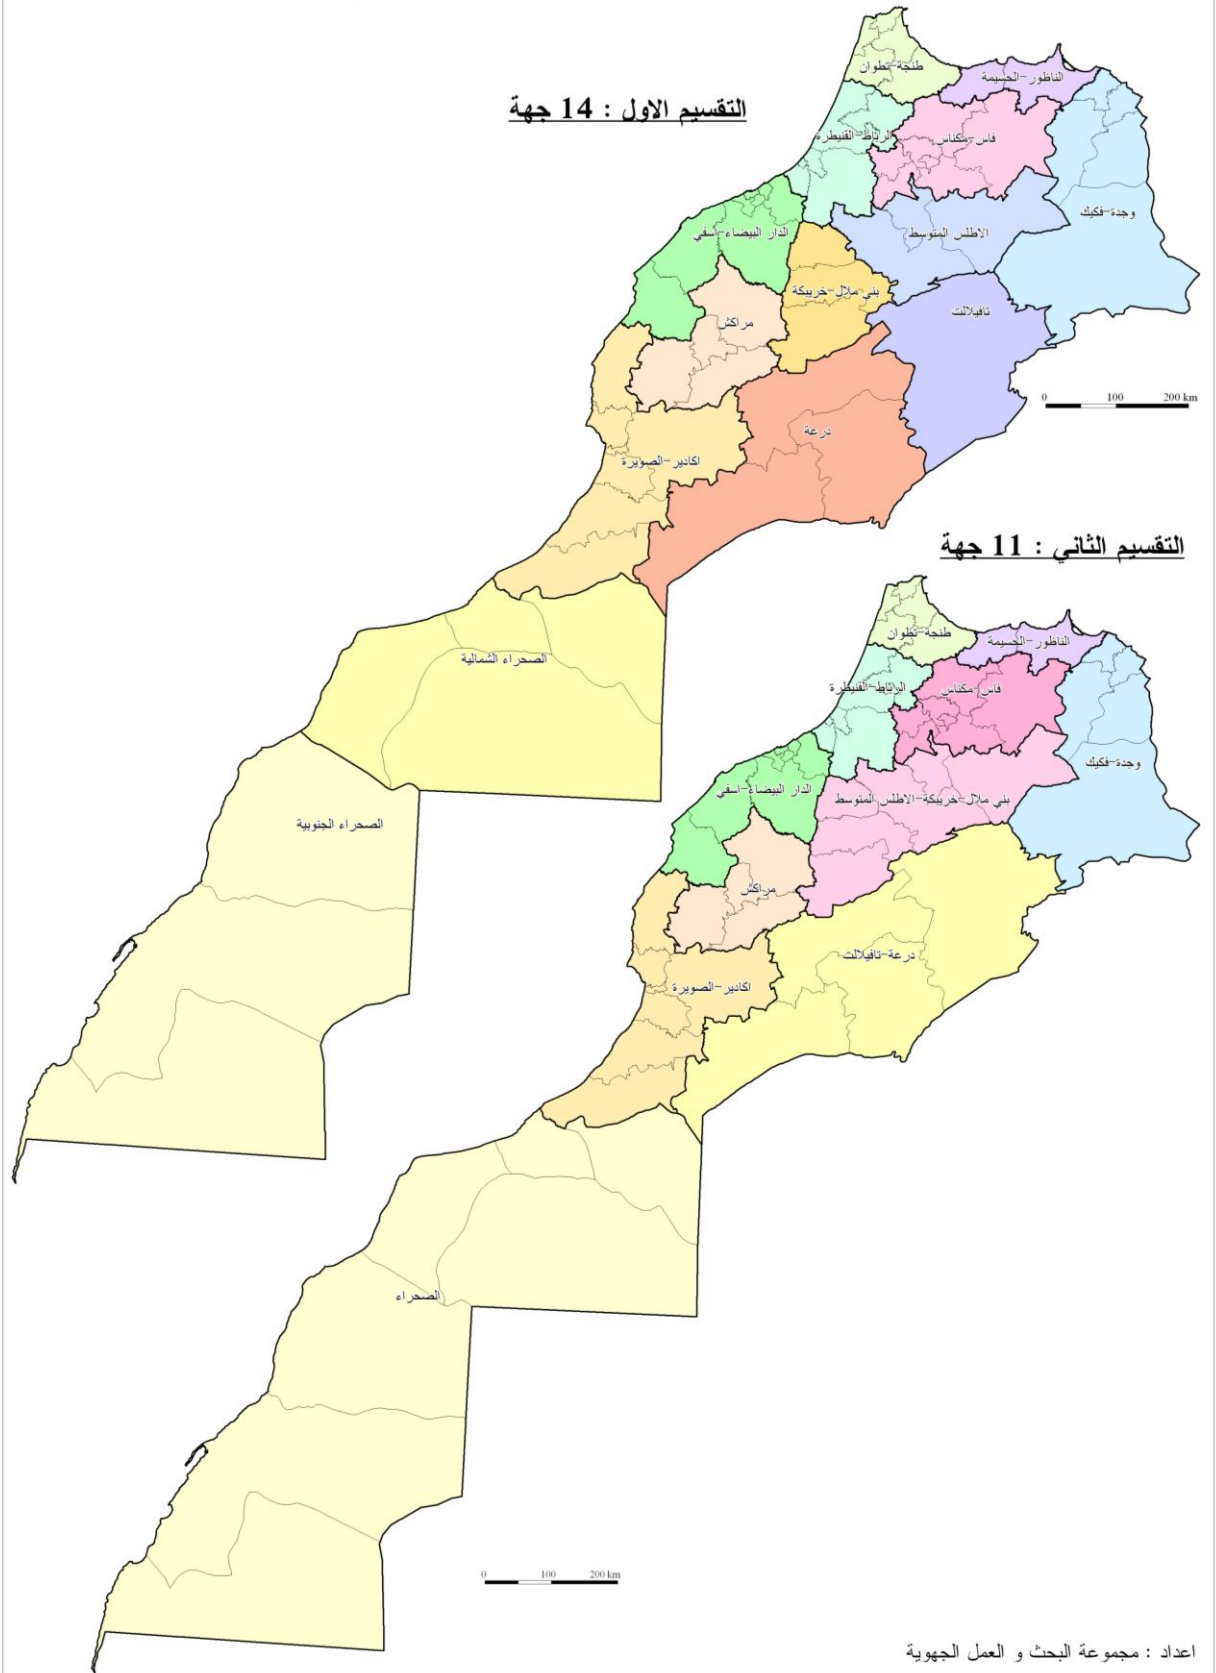 التقسيم الاول : 14 جهة
طنجة-تطوان
الناظور-الحسيمة
الرباط-القنيطرة
فاس-مكناس
وجدة-فكيك
الدار البيضاء-اسفي
الاطلس المتوسط
بني ملال-خريبكة
مراكش
تافيلالت
0 100 200 km
درعة
اكادير-الصويرة
الصحراء الشمالية
الصحراء الجنوبية
التقسيم الثاني : 11 جهة
طنجة-تطوان
الناظور-الحسيمة
الرباط-القنيطرة
فاس-مكناس
وجدة-فكيك
الدار البيضاء-اسفي
بني ملال-خريبكة-الاطلس المتوسط
مراكش
درعة-تافيلالت
اكادير-الصويرة
الصحراء
0 100 200 km
اعداد : مجموعة البحث و العمل الجهوية